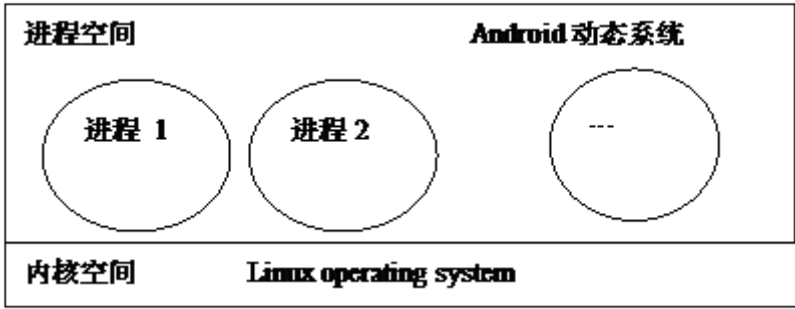 进程空间 Android 动态系统
进程 1 进程 2 ---
内核空间 Linux operating system